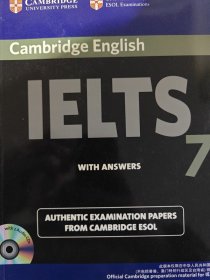 CAMBRIDGE
UNIVERSITY PRESS
ESOL Examinations
Cambridge English
IELTS
7
WITH ANSWERS
AUTHENTIC EXAMINATION PAPERS
FROM CAMBRIDGE ESOL
Official Cambridge preparation material for